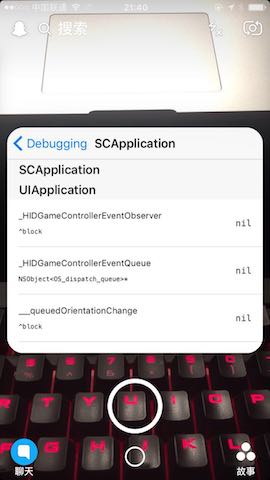 中国联通
21:40
搜索
Debugging SCApplication
SCApplication
UIApplication
_HIDGameControllerEventObserver
^block
nil
_HIDGameControllerEventQueue
NSObject<OS_dispatch_queue>*
nil
___queuedOrientationChange
^block
nil
聊天
故事